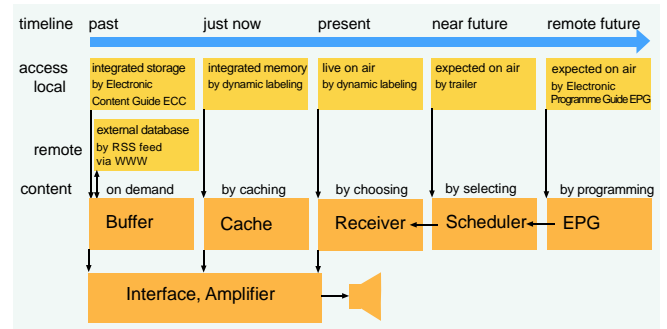 timeline past just now present near future remote future
access local
integrated storage
by Electronic
Content Guide ECC
integrated memory
by dynamic labeling
live on air
by dynamic labeling
expected on air
by trailer
expected on air
by Electronic
Programme Guide EPG
remote
external database
by RSS feed
via WWW
content on demand by caching by choosing by selecting by programming
Buffer Cache Receiver Scheduler EPG
Interface, Amplifier